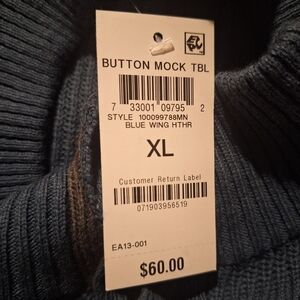 BUTTON MOCK TBL
7 33001 09795 2
STYLE 100099788MN
BLUE WING HTHR
XL
Customer Return Label
071903956519
EA13-001
$60.00